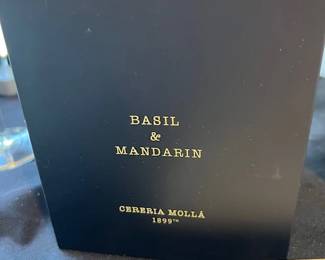 BASIL
&
MANDARIN
CERERIA MOLLÁ
1899™